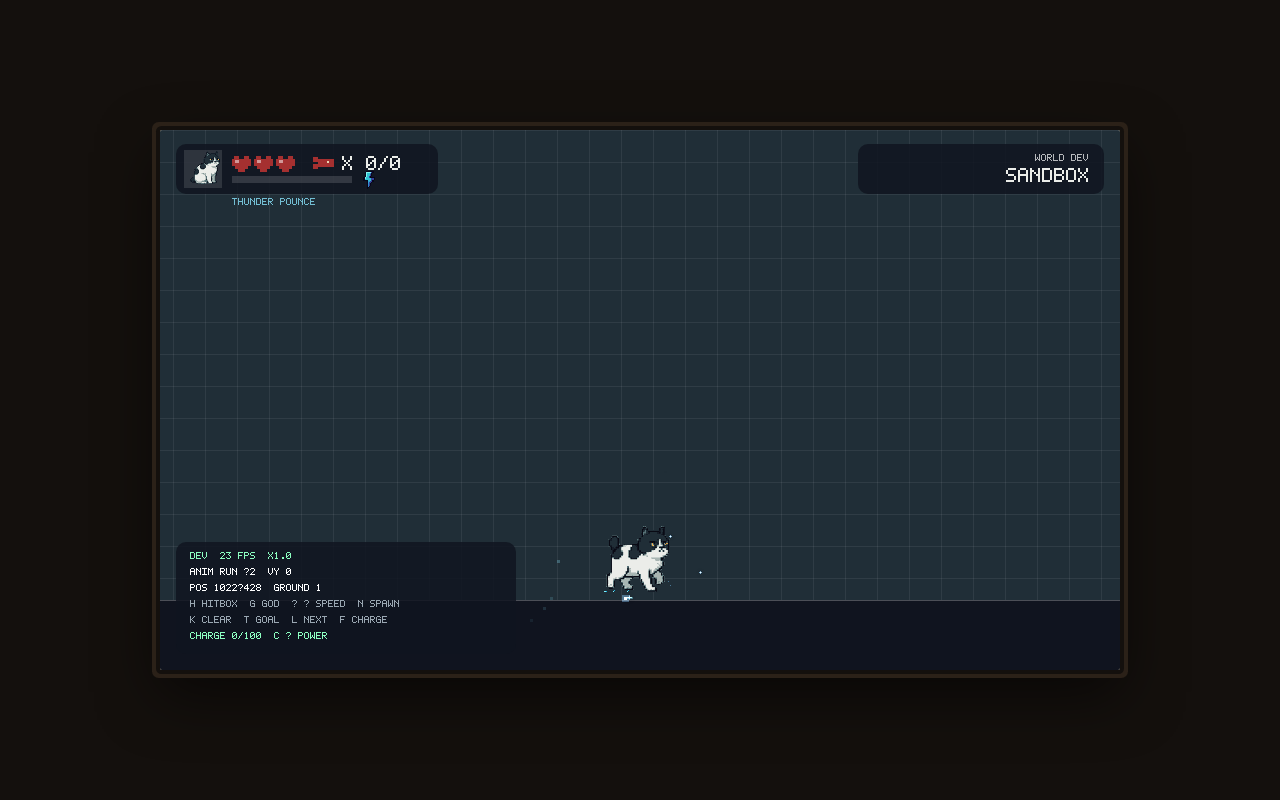 X 0/0
THUNDER POUNCE
WORLD DEV
SANDBOX
DEV 23 FPS X1.0
ANIM RUN ?2 VY 0
POS 1022?428 GROUND 1
H HITBOX G GOD ? ? SPEED N SPAWN
K CLEAR T GOAL L NEXT F CHARGE
CHARGE 0/100 C ? POWER